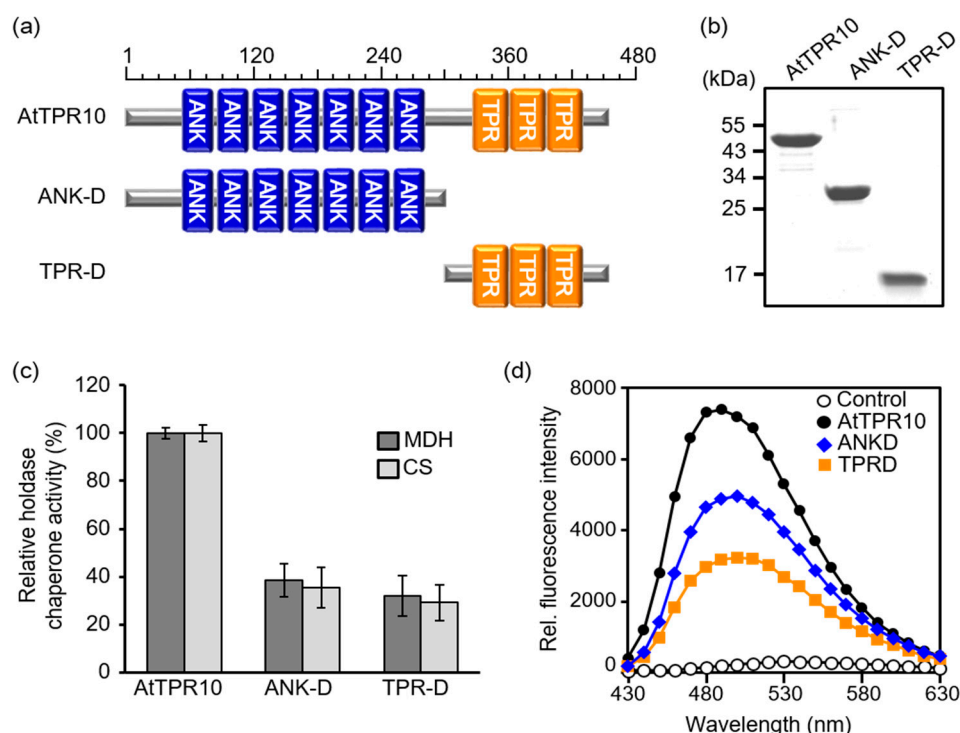 (a)
1 120 240 360 480
AtTPR10
ANK ANK ANK ANK ANK ANK ANK TPR TPR TPR
ANK-D
ANK ANK ANK ANK ANK ANK ANK
TPR-D
TPR TPR TPR
(b)
AtTPR10 ANK-D TPR-D
(kDa)
55
43
34
25
17
(c)
Relative holdase
chaperone activity (%)
120
100
80
60
40
20
0
MDH
CS
AtTPR10 ANK-D TPR-D
(d)
Rel. fluorescence intensity
8000
6000
4000
2000
0
Control
AtTPR10
ANKD
TPRD
430 480 530 580 630
Wavelength (nm)